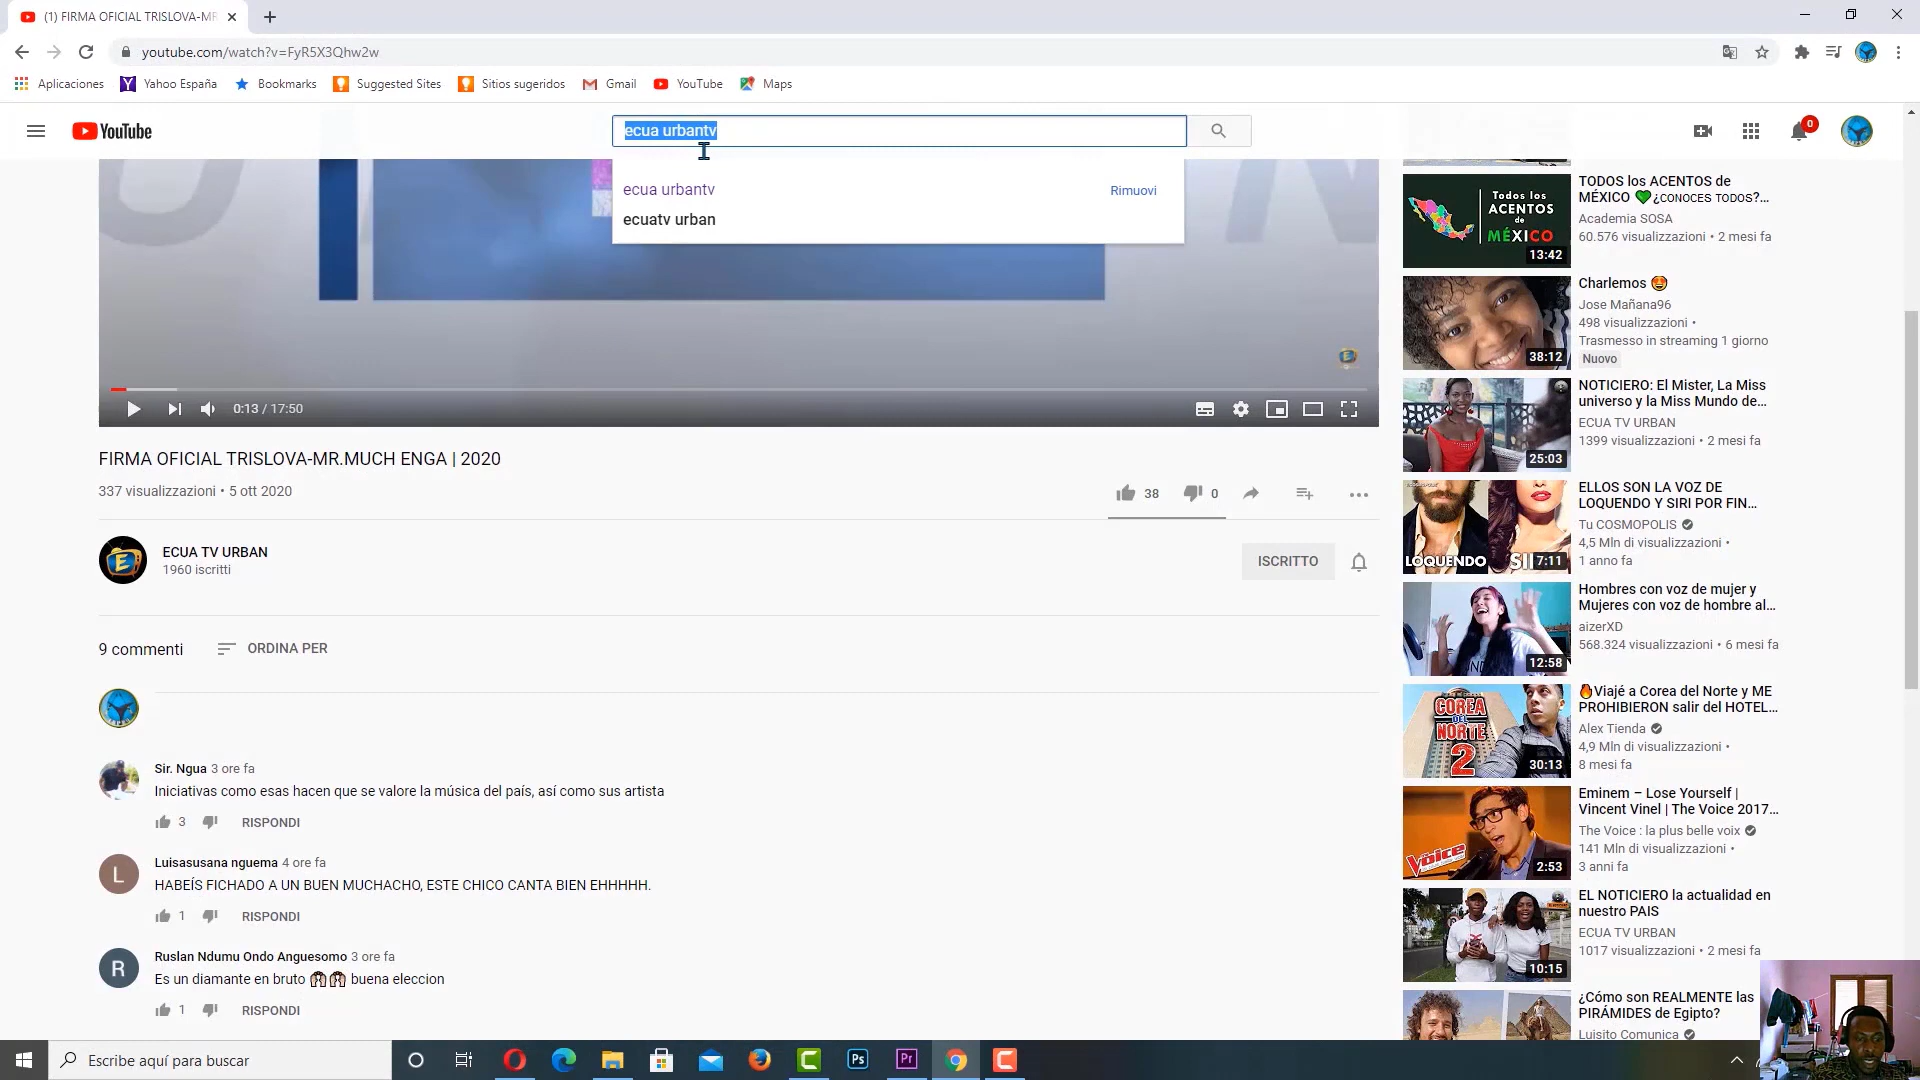 (1) FIRMA OFICIAL TRISLOVA-MR
youtube.com/watch?v=FyR5X3Qhw2w
Aplicaciones
Yahoo España
Bookmarks
Suggested Sites
Sitios sugeridos
Gmail
YouTube
Maps
YouTube
ecua urbantv
0
ecua urbantv
Rimuovi
ecuatv urban
0:13 / 17:50
FIRMA OFICIAL TRISLOVA-MR.MUCH ENGA | 2020
337 visualizzazioni • 5 ott 2020
38
0
ECUA TV URBAN
1960 iscritti
ISCRITTO
9 commenti
ORDINA PER
Sir. Ngua 3 ore fa
Iniciativas como esas hacen que se valore la música del país, así como sus artista
3
RISPONDI
L
Luisasusana nguema 4 ore fa
HABEÍS FICHADO A UN BUEN MUCHACHO, ESTE CHICO CANTA BIEN EHHHHH.
1
RISPONDI
R
Ruslan Ndumu Ondo Anguesomo 3 ore fa
Es un diamante en bruto 🙌🙌 buena eleccion
1
RISPONDI
Todos los
ACENTOS
de
MÉXICO
13:42
TODOS los ACENTOS de
MÉXICO 💚¿CONOCES TODOS?...
Academia SOSA
60.576 visualizzazioni • 2 mesi fa
38:12
Charlemos 🤩
Jose Mañana96
498 visualizzazioni •
Trasmesso in streaming 1 giorno
Nuovo
25:03
NOTICIERO: El Mister, La Miss
universo y la Miss Mundo de...
ECUA TV URBAN
1399 visualizzazioni • 2 mesi fa
LOQUENDO
SI
7:11
ELLOS SON LA VOZ DE
LOQUENDO Y SIRI POR FIN...
Tu COSMOPOLIS
4,5 Mln di visualizzazioni •
1 anno fa
12:58
Hombres con voz de mujer y
Mujeres con voz de hombre al...
aizerXD
568.324 visualizzazioni • 6 mesi fa
COREA
DEL
NORTE
2
30:13
🔥Viajé a Corea del Norte y ME
PROHIBIERON salir del HOTEL...
Alex Tienda
4,9 Mln di visualizzazioni •
8 mesi fa
The
Voice
2:53
Eminem – Lose Yourself |
Vincent Vinel | The Voice 2017...
The Voice : la plus belle voix
141 Mln di visualizzazioni •
3 anni fa
10:15
EL NOTICIERO la actualidad en
nuestro PAIS
ECUA TV URBAN
1017 visualizzazioni • 2 mesi fa
¿Cómo son REALMENTE las
PIRÁMIDES de Egipto?
Luisito Comunica
Escribe aquí para buscar
Ps
Pr